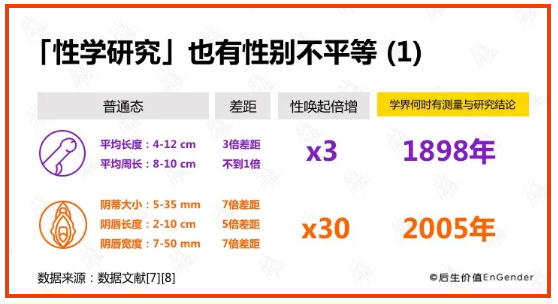 「性学研究」也有性别不平等 (1)
普通态 差距 性唤起倍增 学界何时有测量与研究结论
平均长度：4-12 cm 3倍差距
平均周长：8-10 cm 不到1倍
x3 1898年
阴蒂大小：5-35 mm 7倍差距
阴唇长度：2-10 cm 5倍差距
阴唇宽度：7-50 mm 7倍差距
x30 2005年
数据来源：数据文献[7][8] ©后生价值EnGender